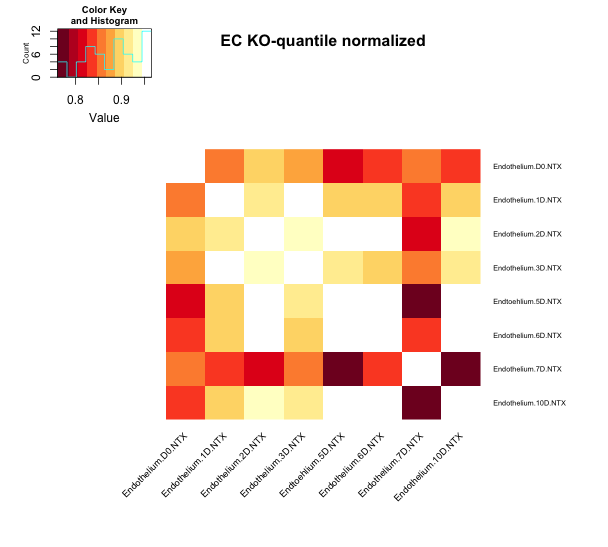 Color Key
and Histogram
Count
0
6
12
0.8
0.9
Value
EC KO-quantile normalized
Endothelium.D0.NTX
Endothelium.1D.NTX
Endothelium.2D.NTX
Endothelium.3D.NTX
Endtoehlium.5D.NTX
Endothelium.6D.NTX
Endothelium.7D.NTX
Endothelium.10D.NTX
Endothelium.D0.NTX
Endothelium.1D.NTX
Endothelium.2D.NTX
Endothelium.3D.NTX
Endtoehlium.5D.NTX
Endothelium.6D.NTX
Endothelium.7D.NTX
Endothelium.10D.NTX